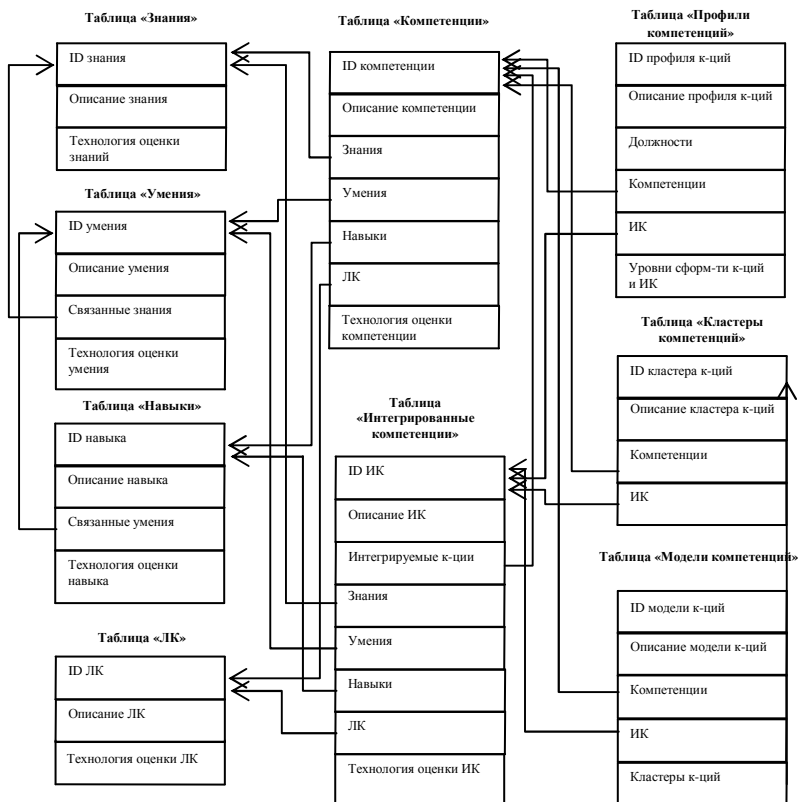 Таблица «Знания»
ID знания
Описание знания
Технология оценки
знаний
Таблица «Умения»
ID умения
Описание умения
Связанные знания
Технология оценки
умения
Таблица «Навыки»
ID навыка
Описание навыка
Связанные умения
Технология оценки
навыка
Таблица «ЛК»
ID ЛК
Описание ЛК
Технология оценки ЛК
Таблица «Компетенции»
ID компетенции
Описание компетенции
Знания
Умения
Навыки
ЛК
Технология оценки
компетенции
Таблица
«Интегрированные
компетенции»
ID ИК
Описание ИК
Интегрируемые к-ции
Знания
Умения
Навыки
ЛК
Технология оценки ИК
Таблица «Профили
компетенций»
ID профиля к-ций
Описание профиля к-ций
Должности
Компетенции
ИК
Уровни сформ-ти к-ций
и ИК
Таблица «Кластеры
компетенций»
ID кластера к-ций
Описание кластера к-ций
Компетенции
ИК
Таблица «Модели компетенций»
ID модели к-ций
Описание модели к-ций
Компетенции
ИК
Кластеры к-ций